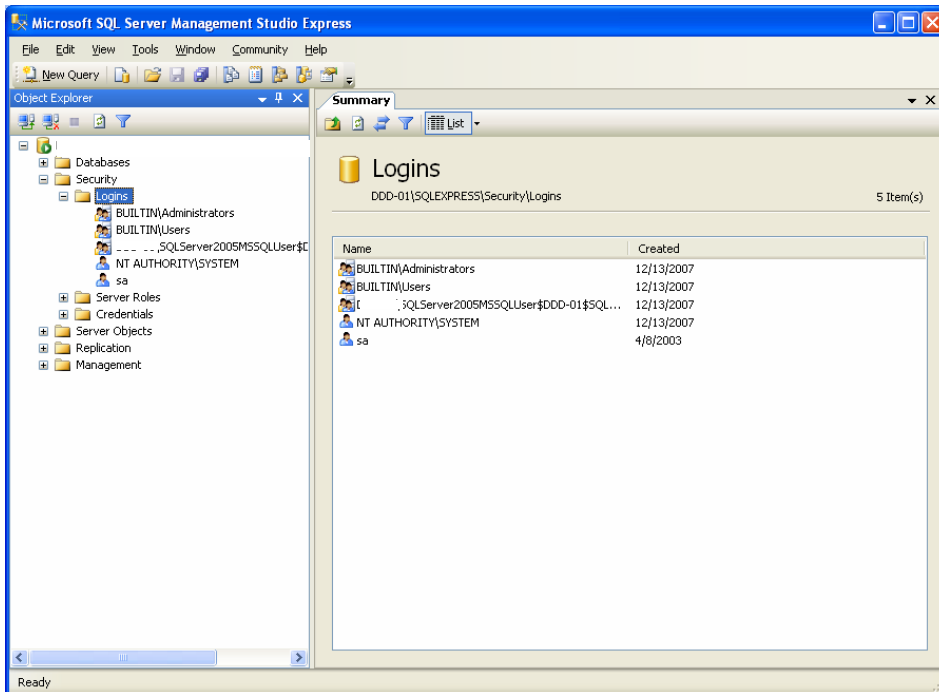 Microsoft SQL Server Management Studio Express
File Edit View Tools Window Community Help
New Query
Object Explorer
Databases
Security
Logins
BUILTIN\Administrators
BUILTIN\Users
SQLServer2005MSSQLUser$D
NT AUTHORITY\SYSTEM
sa
Server Roles
Credentials
Server Objects
Replication
Management
Summary
List
Logins
DDD-01\SQLEXPRESS\Security\Logins 5 Item(s)
Name Created
BUILTIN\Administrators 12/13/2007
BUILTIN\Users 12/13/2007
SQLServer2005MSSQLUser$DDD-01$SQL... 12/13/2007
NT AUTHORITY\SYSTEM 12/13/2007
sa 4/8/2003
Ready